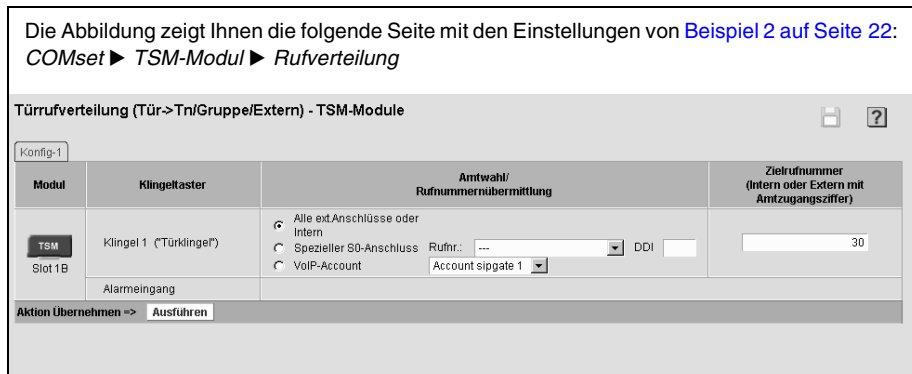 Die Abbildung zeigt Ihnen die folgende Seite mit den Einstellungen von Beispiel 2 auf Seite 22:
COMset ► TSM-Modul ► Rufverteilung
Türrufverteilung (Tür->Tn/Gruppe/Extern) - TSM-Module
?
Konfig-1
Modul Klingeltaster Amtwahl/ Rufnummernübermittlung Zielrufnummer (Intern oder Extern mit Amtzugangsziffer)
TSM
Slot 1B
Klingel 1 ("Türklingel")
Alle ext.Anschlüsse oder
Intern
Spezieller S0-Anschluss Rufnr.: --- DDI
VoIP-Account Account sipgate 1
30
Alarmeingang
Aktion Übernehmen => Ausführen